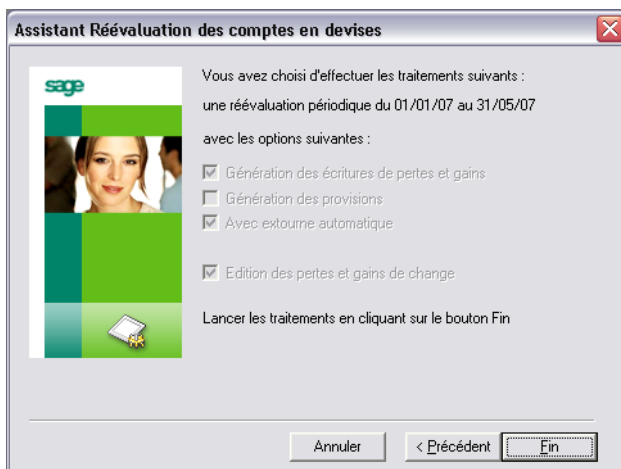 Assistant Réévaluation des comptes en devises
sage
Vous avez choisi d'effectuer les traitements suivants :
une réévaluation périodique du 01/01/07 au 31/05/07
avec les options suivantes :
Génération des écritures de pertes et gains
Génération des provisions
Avec extourne automatique
Edition des pertes et gains de change
Lancer les traitements en cliquant sur le bouton Fin
Annuler
< Précédent
Fin